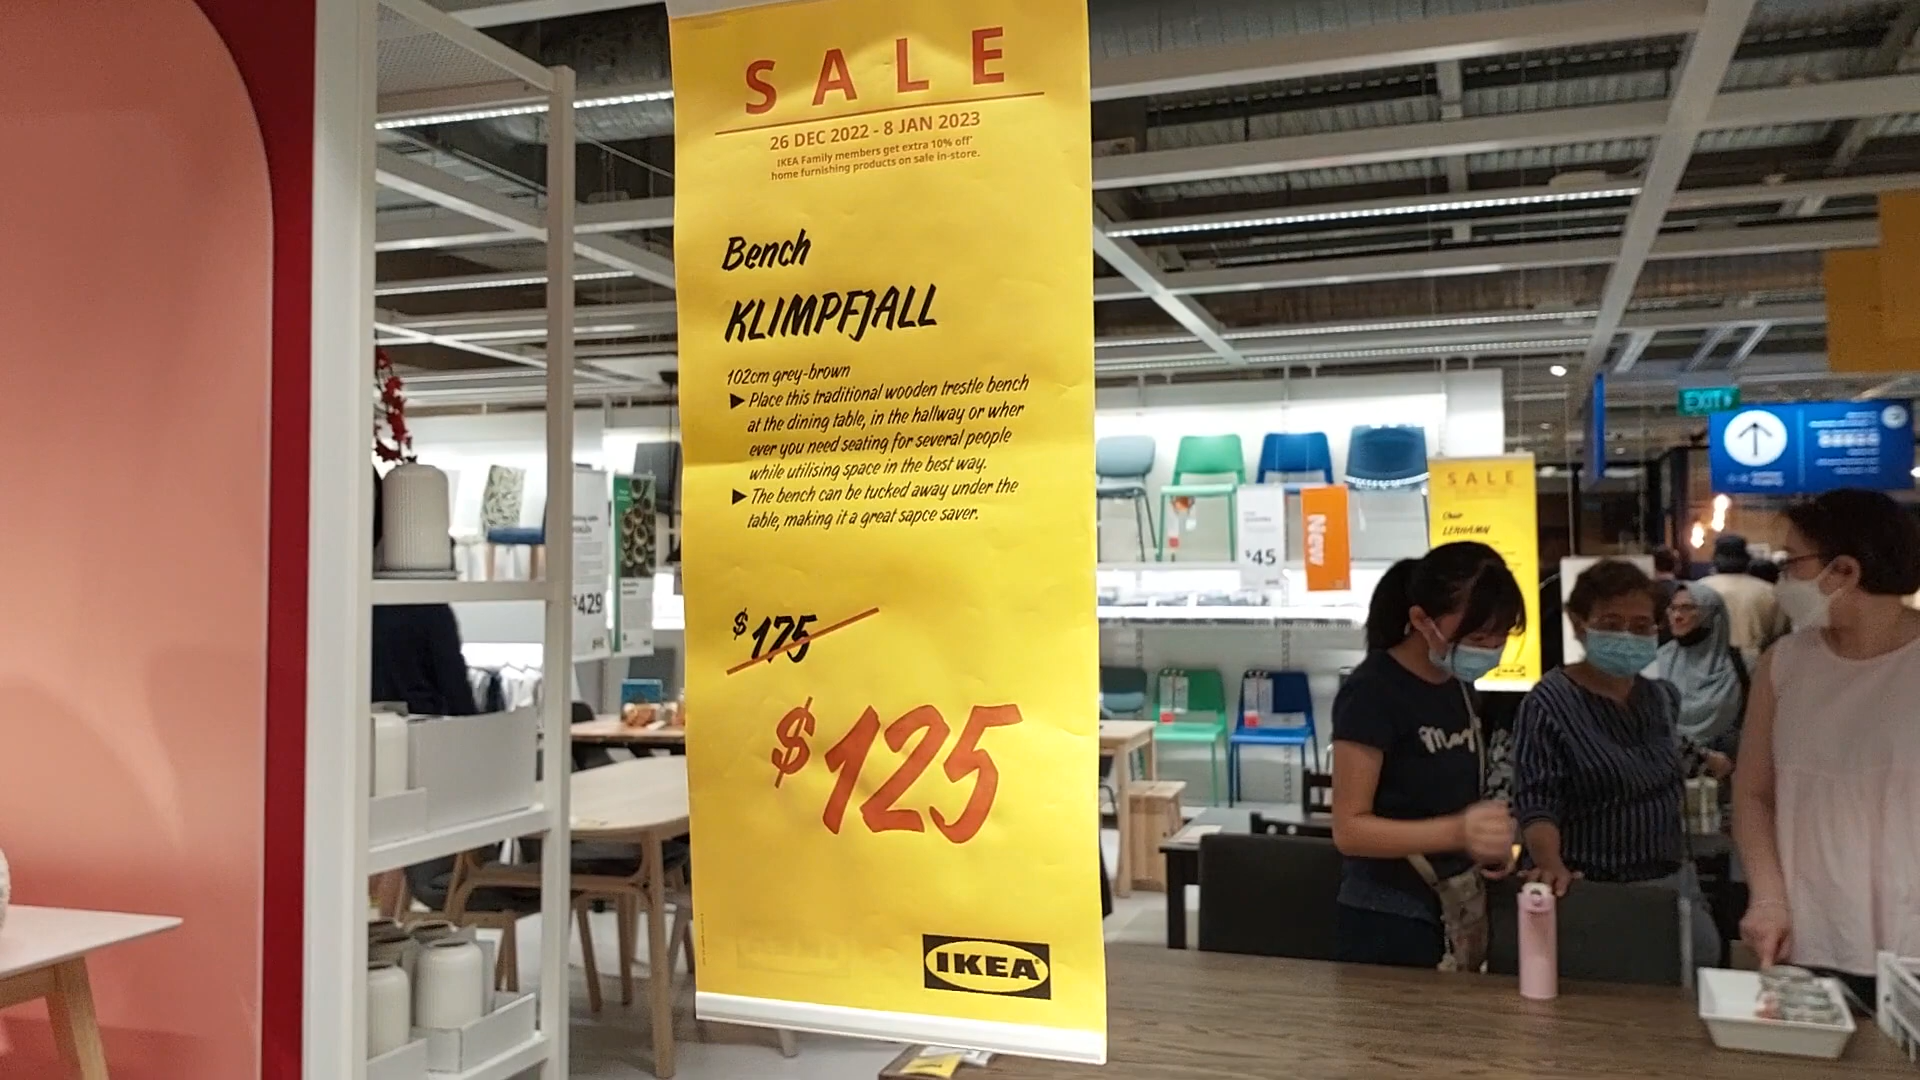 SALE
26 DEC 2022 - 8 JAN 2023
IKEA Family members get extra 10% off*
home furnishing products on sale in-store.
Bench
KLIMPFJALL
102cm grey-brown
▶ Place this traditional wooden trestle bench
at the dining table, in the hallway or wher
ever you need seating for several people
while utilising space in the best way.
▶ The bench can be tucked away under the
table, making it a great sapce saver.
$175
$125
IKEA
$429
$45
New
SALE
Chair
LERHAMN
EXIT